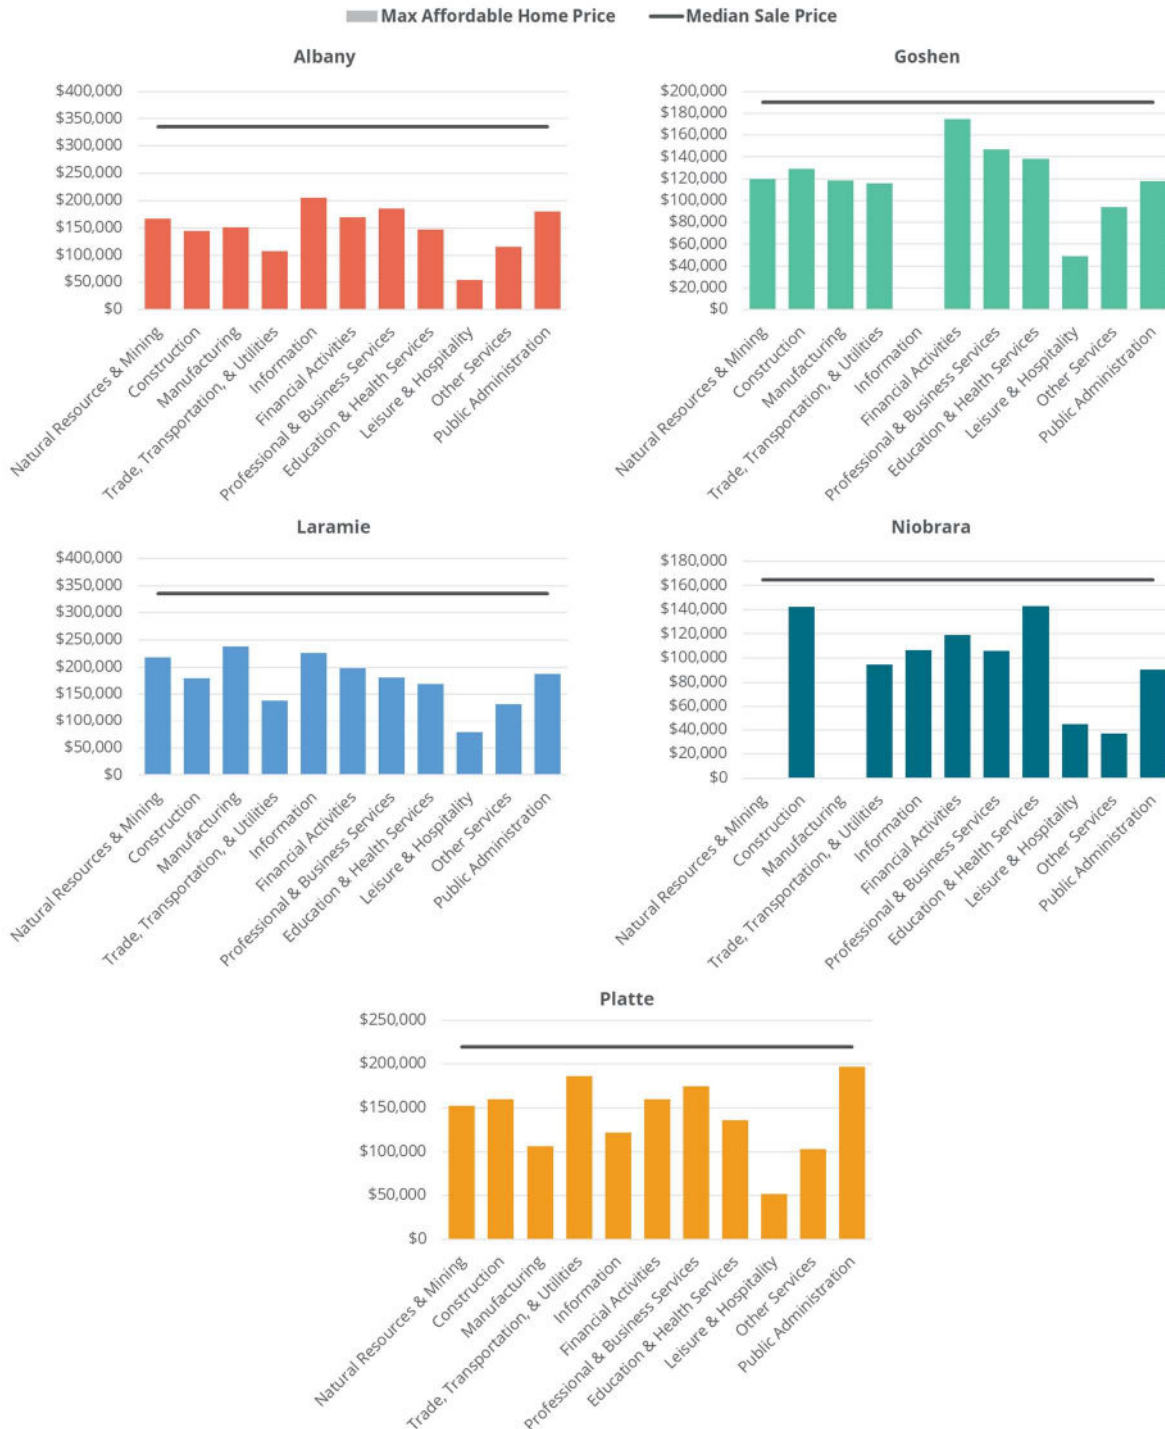 Max Affordable Home Price Median Sale Price
Albany
$400,000
$350,000
$300,000
$250,000
$200,000
$150,000
$100,000
$50,000
$0
Natural Resources & Mining
Construction
Manufacturing
Trade, Transportation, & Utilities
Information
Financial Activities
Professional & Business Services
Education & Health Services
Leisure & Hospitality
Other Services
Public Administration
Goshen
$200,000
$180,000
$160,000
$140,000
$120,000
$100,000
$80,000
$60,000
$40,000
$20,000
$0
Natural Resources & Mining
Construction
Manufacturing
Trade, Transportation, & Utilities
Information
Financial Activities
Professional & Business Services
Education & Health Services
Leisure & Hospitality
Other Services
Public Administration
Laramie
$400,000
$350,000
$300,000
$250,000
$200,000
$150,000
$100,000
$50,000
$0
Natural Resources & Mining
Construction
Manufacturing
Trade, Transportation, & Utilities
Information
Financial Activities
Professional & Business Services
Education & Health Services
Leisure & Hospitality
Other Services
Public Administration
Niobrara
$180,000
$160,000
$140,000
$120,000
$100,000
$80,000
$60,000
$40,000
$20,000
$0
Natural Resources & Mining
Construction
Manufacturing
Trade, Transportation, & Utilities
Information
Financial Activities
Professional & Business Services
Education & Health Services
Leisure & Hospitality
Other Services
Public Administration
Platte
$250,000
$200,000
$150,000
$100,000
$50,000
$0
Natural Resources & Mining
Construction
Manufacturing
Trade, Transportation, & Utilities
Information
Financial Activities
Professional & Business Services
Education & Health Services
Leisure & Hospitality
Other Services
Public Administration